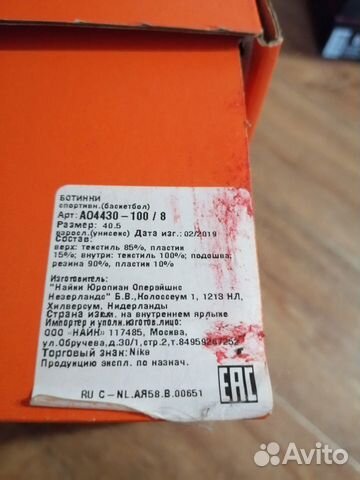 БОТИНКИ
спортивн.(баскетбол)
Арт: AO4430-100 / 8
Размер: 40.5
взросл.(унисекс) Дата изг.: 02/2019
Состав:
верх: текстиль 85%, пластик
15%; внутри: текстиль 100%; подошва:
резина 90%, пластик 10%
Изготовитель:
"Найки Юропиан Оперэйшнс
Незерландс" Б.В.,Колоссеум 1, 1213 НЛ,
Хилверсум, Нидерланды
Страна изгот. на внутреннем ярлыке
Импортер и уполн.изготов.лицо:
ООО "НАЙК" 117485, Москва,
ул.Обручева,д.30/1,стр.2,т.84959267252
Торговый знак: Nike
Продукцию экспл. по назнач.
RU C-NL.АЯ58.В.00651
EAC
Avito